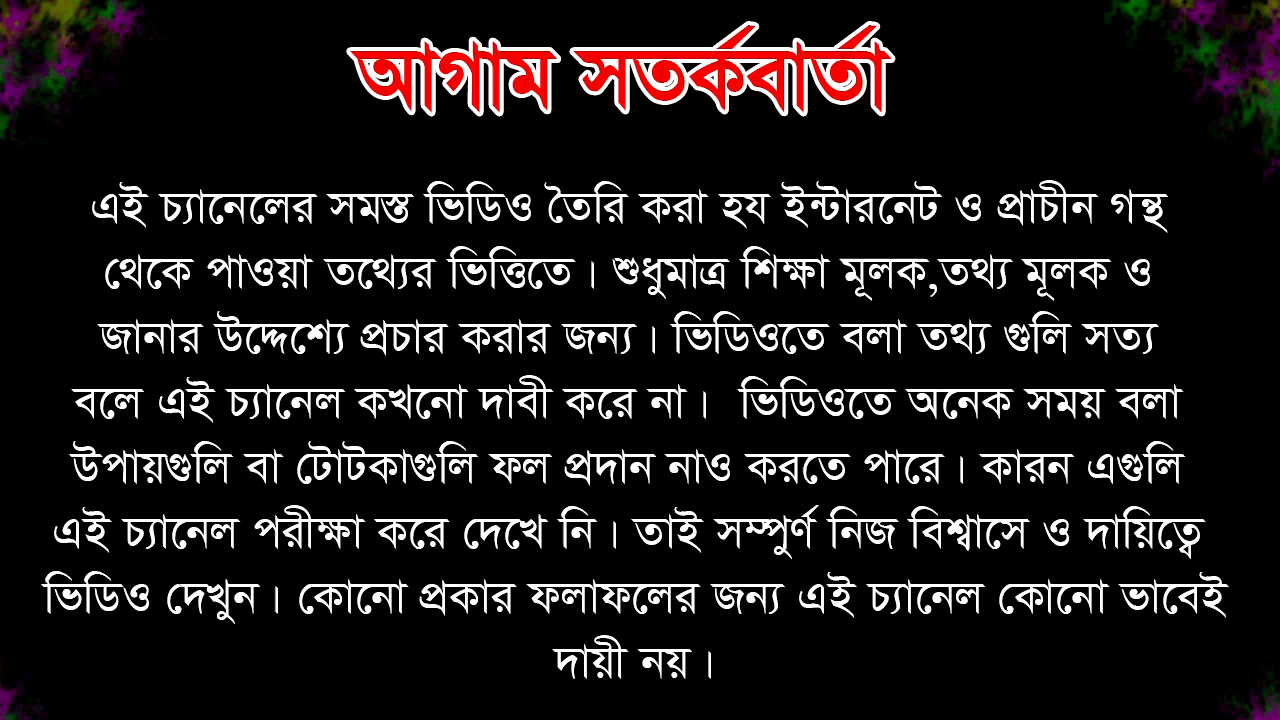 আগাম সতর্কবার্তা
এই চ্যানেলের সমস্ত ভিডিও তৈরি করা হয ইন্টারনেট ও প্রাচীন গন্থ
থেকে পাওয়া তথ্যের ভিত্তিতে। শুধুমাত্র শিক্ষা মূলক,তথ্য মূলক ও
জানার উদ্দেশ্যে প্রচার করার জন্য। ভিডিওতে বলা তথ্য গুলি সত্য
বলে এই চ্যানেল কখনো দাবী করে না। ভিডিওতে অনেক সময় বলা
উপায়গুলি বা টোটকাগুলি ফল প্রদান নাও করতে পারে। কারন এগুলি
এই চ্যানেল পরীক্ষা করে দেখে নি। তাই সম্পুর্ণ নিজ বিশ্বাসে ও দায়িত্বে
ভিডিও দেখুন। কোনো প্রকার ফলাফলের জন্য এই চ্যানেল কোনো ভাবেই
দায়ী নয়।